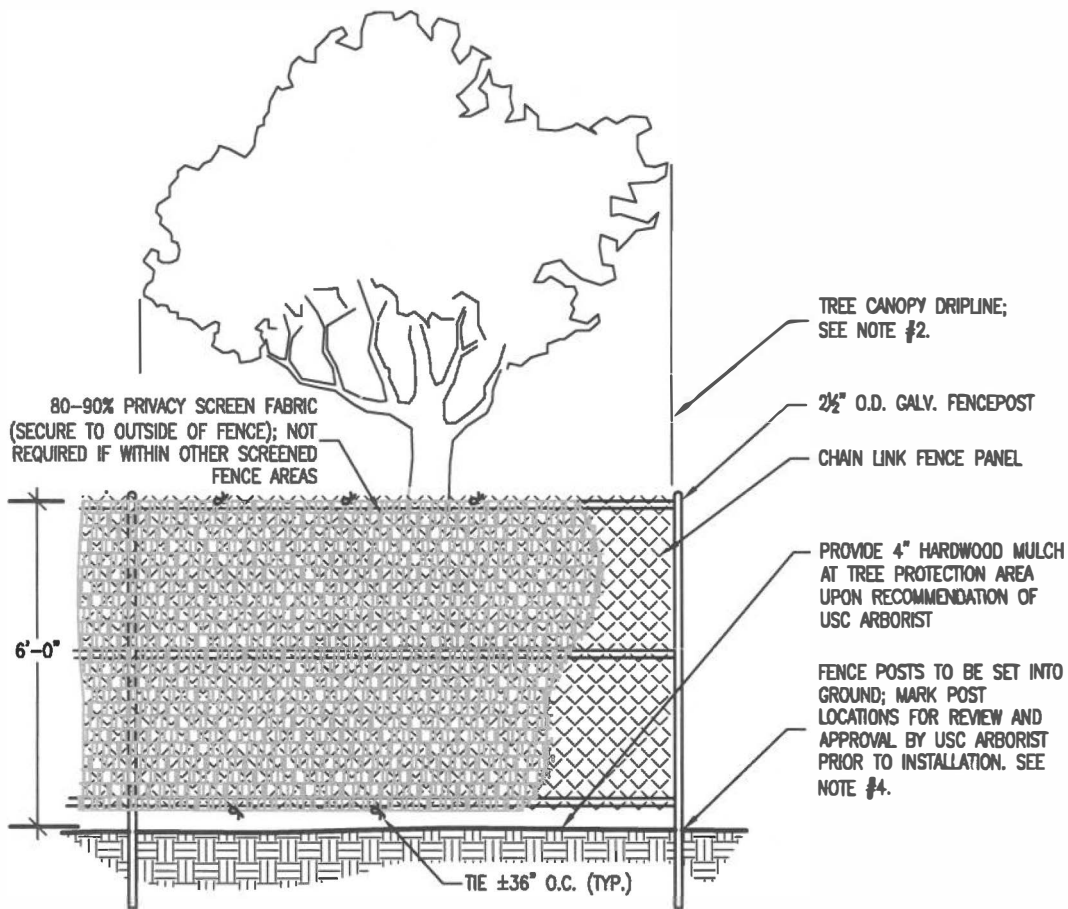 TREE CANOPY DRIPLINE;
SEE NOTE #2.
80-90% PRIVACY SCREEN FABRIC
(SECURE TO OUTSIDE OF FENCE); NOT
REQUIRED IF WITHIN OTHER SCREENED
FENCE AREAS
2½" O.D. GALV. FENCEPOST
CHAIN LINK FENCE PANEL
PROVIDE 4" HARDWOOD MULCH
AT TREE PROTECTION AREA
UPON RECOMMENDATION OF
USC ARBORIST
6'-0"
FENCE POSTS TO BE SET INTO
GROUND; MARK POST
LOCATIONS FOR REVIEW AND
APPROVAL BY USC ARBORIST
PRIOR TO INSTALLATION. SEE
NOTE #4.
TIE ±36" O.C. (TYP.)